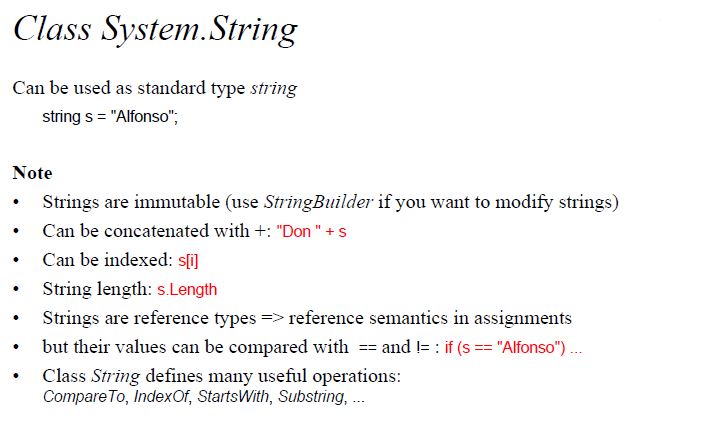 Class System.String
Can be used as standard type string
string s = "Alfonso";
Note
• Strings are immutable (use StringBuilder if you want to modify strings)
• Can be concatenated with +: "Don " + s
• Can be indexed: s[i]
• String length: s.Length
• Strings are reference types => reference semantics in assignments
• but their values can be compared with == and != : if (s == "Alfonso") ...
• Class String defines many useful operations:
CompareTo, IndexOf, StartsWith, Substring, ...